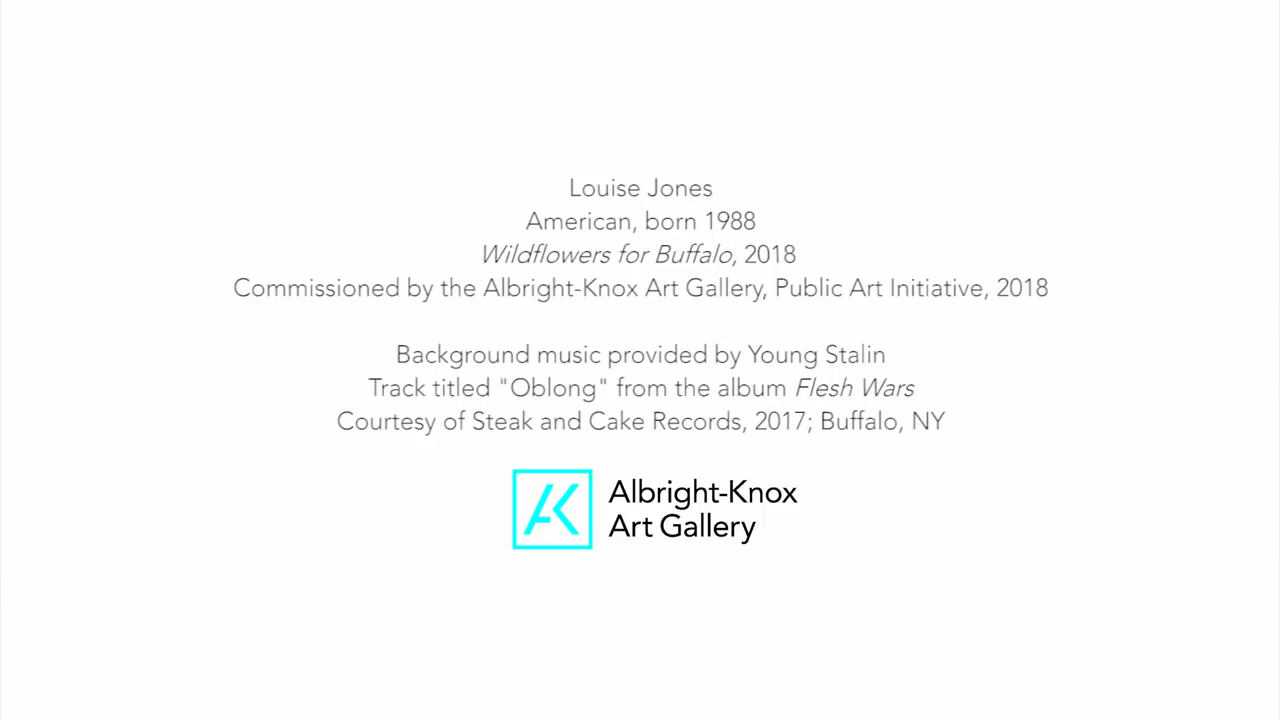 Louise Jones
American, born 1988
Wildflowers for Buffalo, 2018
Commissioned by the Albright-Knox Art Gallery, Public Art Initiative, 2018
Background music provided by Young Stalin
Track titled "Oblong" from the album Flesh Wars
Courtesy of Steak and Cake Records, 2017; Buffalo, NY
AK
Albright-Knox
Art Gallery